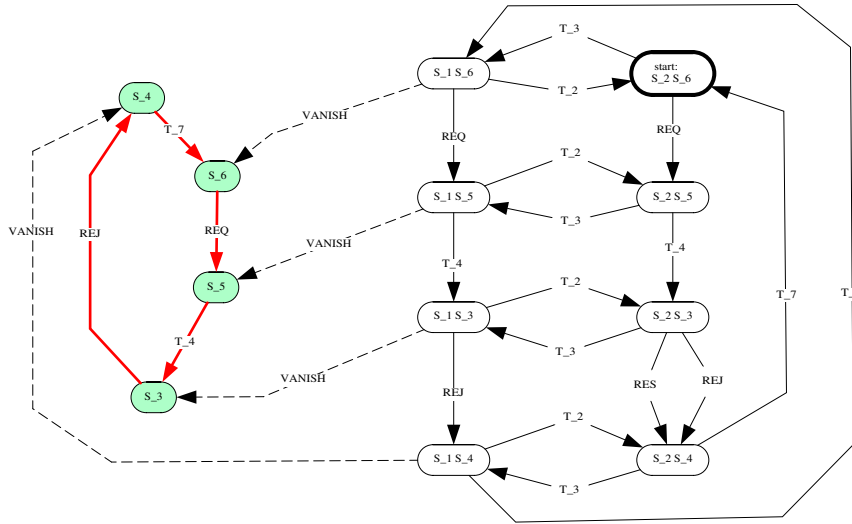 T_3
start:
S_1 S_6
S_2 S_6
T_2
S_4
VANISH
T_7
REQ
REQ
T_2
S_6
S_1 S_5
S_2 S_5
T_3
VANISH
REJ
REQ
VANISH
T_4
T_4
S_5
T_2
T_7
T_
S_1 S_3
S_2 S_3
T_4
T_3
VANISH
RES
REJ
S_3
REJ
T_2
S_1 S_4
S_2 S_4
T_3